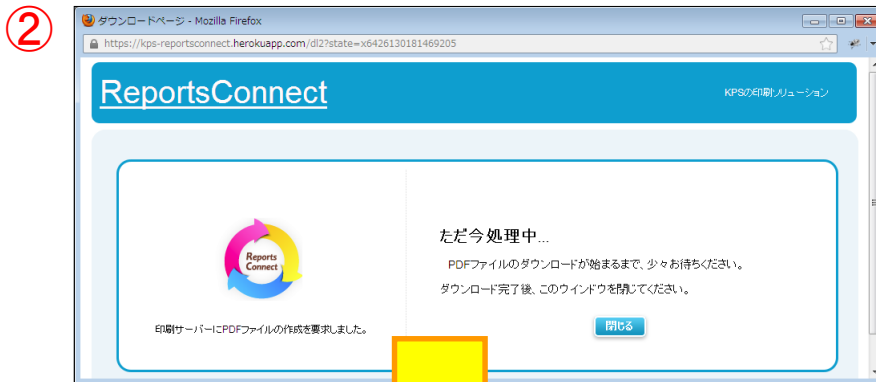 ②
ダウンロードページ - Mozilla Firefox
https://kps-reportsconnect.herokuapp.com/dl2?state=x6426130181469205
ReportsConnect
KPSの印刷ソリューション
Reports
Connect
ただ今処理中...
PDFファイルのダウンロードが始まるまで、少々お待ちください。
ダウンロード完了後、このウインドウを閉じてください。
印刷サーバーにPDFファイルの作成を要求しました。
閉じる